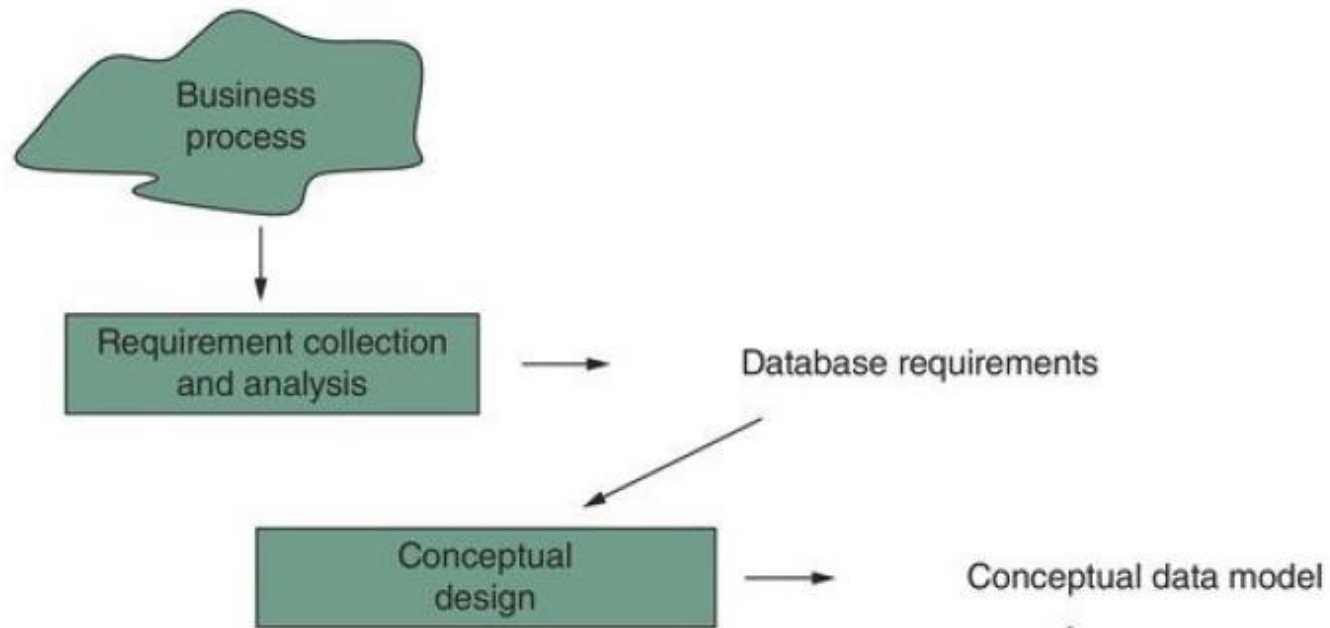 Business
process
Requirement collection
and analysis
Database requirements
Conceptual
design
Conceptual data model